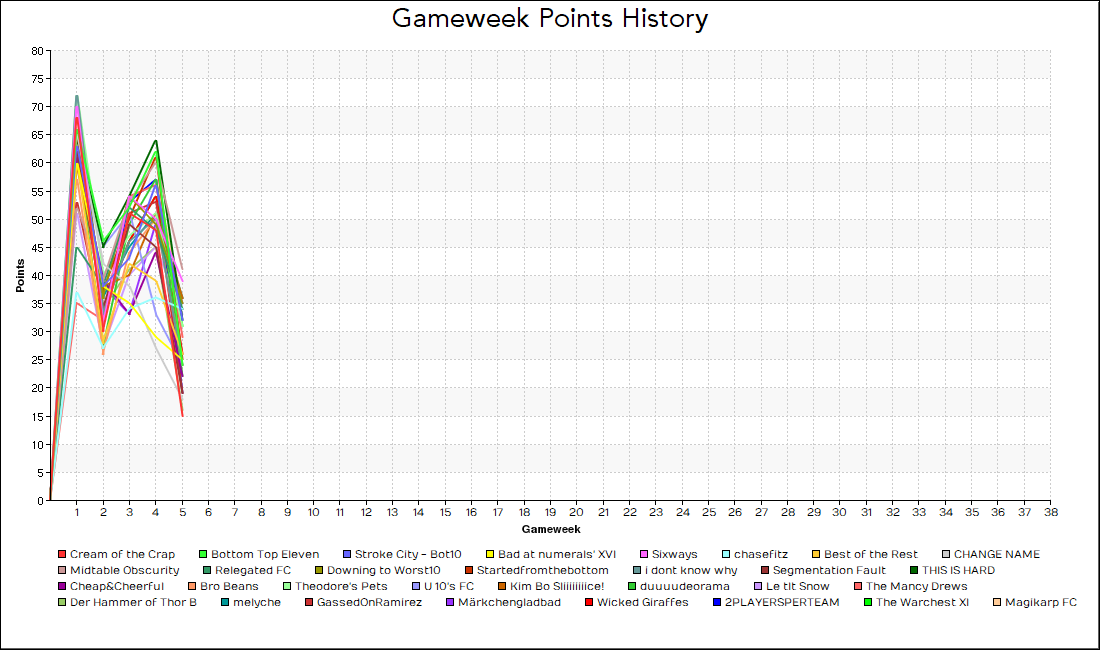 Gameweek Points History
80
75
70
65
60
55
50
45
40
35
30
25
20
15
10
5
0
Points
1 2 3 4 5 6 7 8 9 10 11 12 13 14 15 16 17 18 19 20 21 22 23 24 25 26 27 28 29 30 31 32 33 34 35 36 37 38
Gameweek
Cream of the Crap Bottom Top Eleven Stroke City - Bot10 Bad at numerals' XVI Sixways chasefitz Best of the Rest CHANGE NAME
Midtable Obscurity Relegated FC Downing to Worst10 Startedfromthebottom i dont know why Segmentation Fault THIS IS HARD
Cheap&Cheerful Bro Beans Theodore's Pets U 10's FC Kim Bo Sliiiiiiiice! duuuudeorama Le tit Snow The Mancy Drews
Der Hammer of Thor B melyche GassedOnRamirez Märkchengladbad Wicked Giraffes 2PLAYERSPERTEAM The Warchest XI Magikarp FC